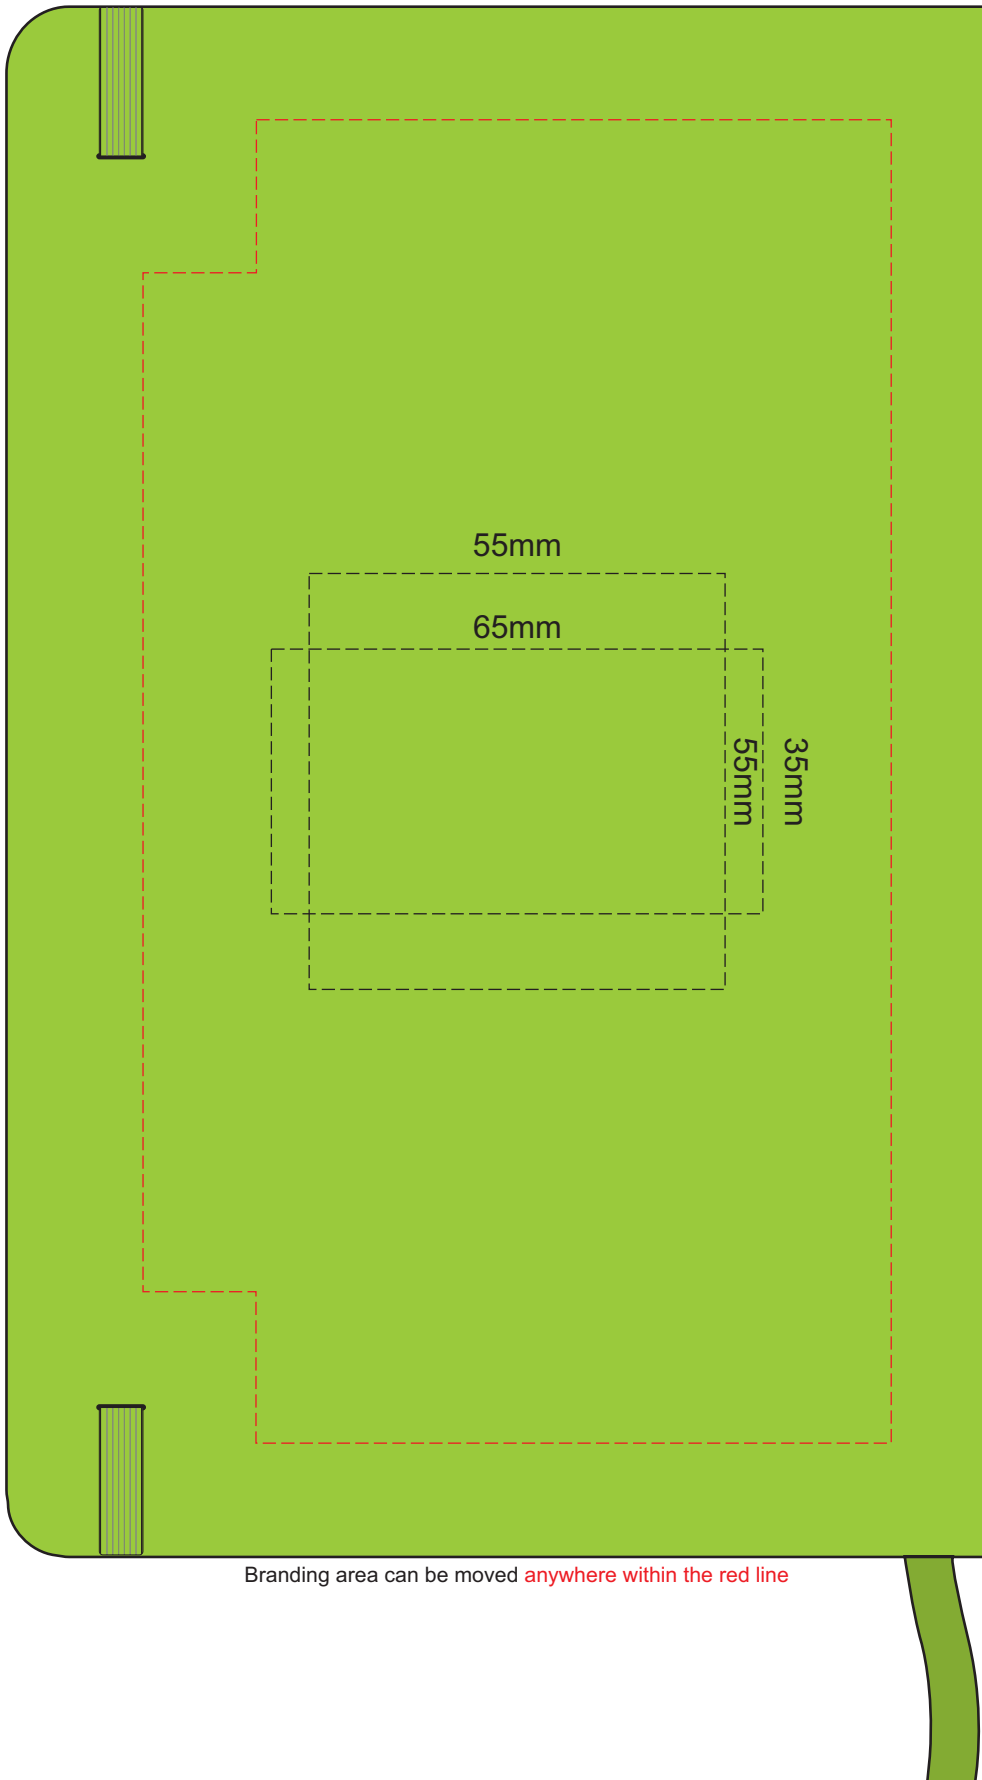 55mm
65mm
55mm
35mm
Branding area can be moved anywhere within the red line